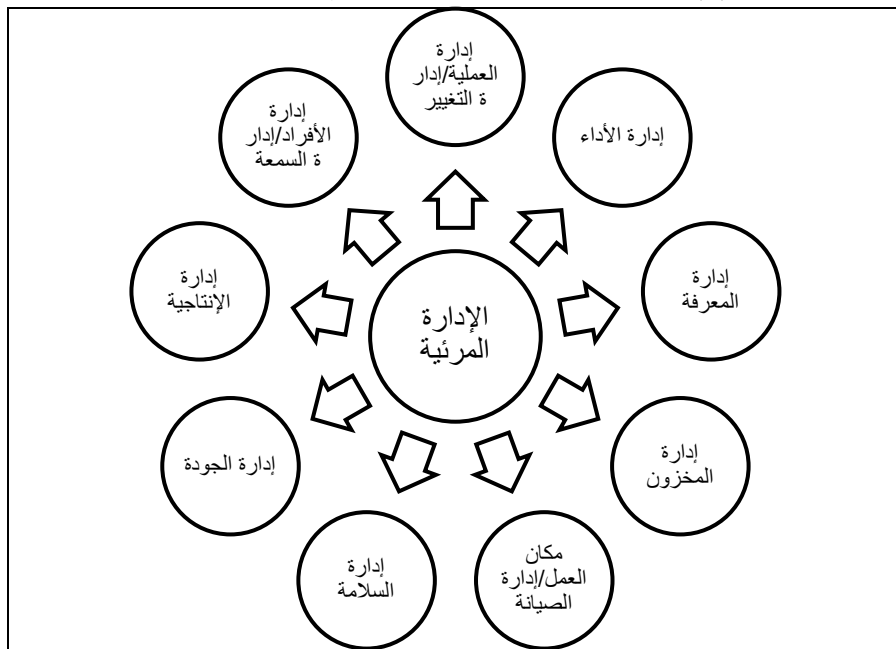 إدارة
العملية/إدار
ة التغيير
إدارة الأداء
إدارة
المعرفة
إدارة
المخزون
مكان
العمل/إدارة
الصيانة
إدارة
السلامة
إدارة الجودة
إدارة
الإنتاجية
إدارة
الأفراد/إدار
ة السمعة
الإدارة
المرئية